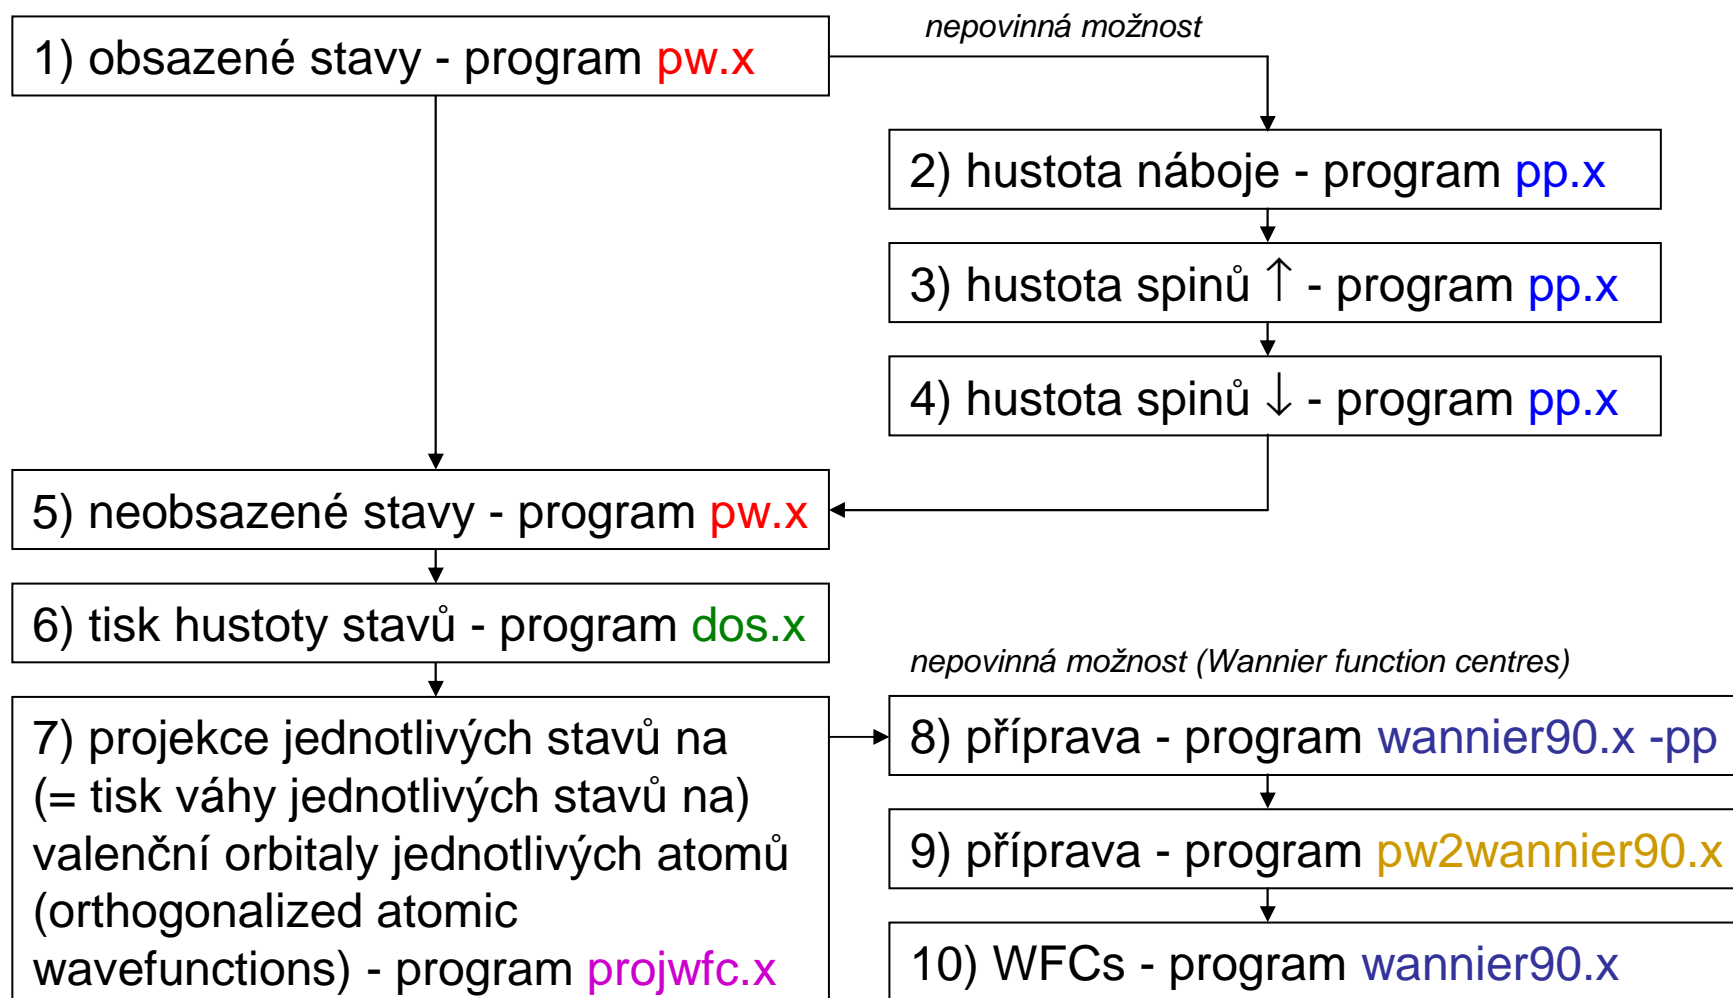 1) obsazené stavy - program pw.x
nepovinná možnost
2) hustota náboje - program pp.x
3) hustota spinů ↑ - program pp.x
4) hustota spinů ↓ - program pp.x
5) neobsazené stavy - program pw.x
6) tisk hustoty stavů - program dos.x
7) projekce jednotlivých stavů na
(= tisk váhy jednotlivých stavů na)
valenční orbitaly jednotlivých atomů
(orthogonalized atomic
wavefunctions) - program projwfc.x
nepovinná možnost (Wannier function centres)
8) příprava - program wannier90.x -pp
9) příprava - program pw2wannier90.x
10) WFCs - program wannier90.x